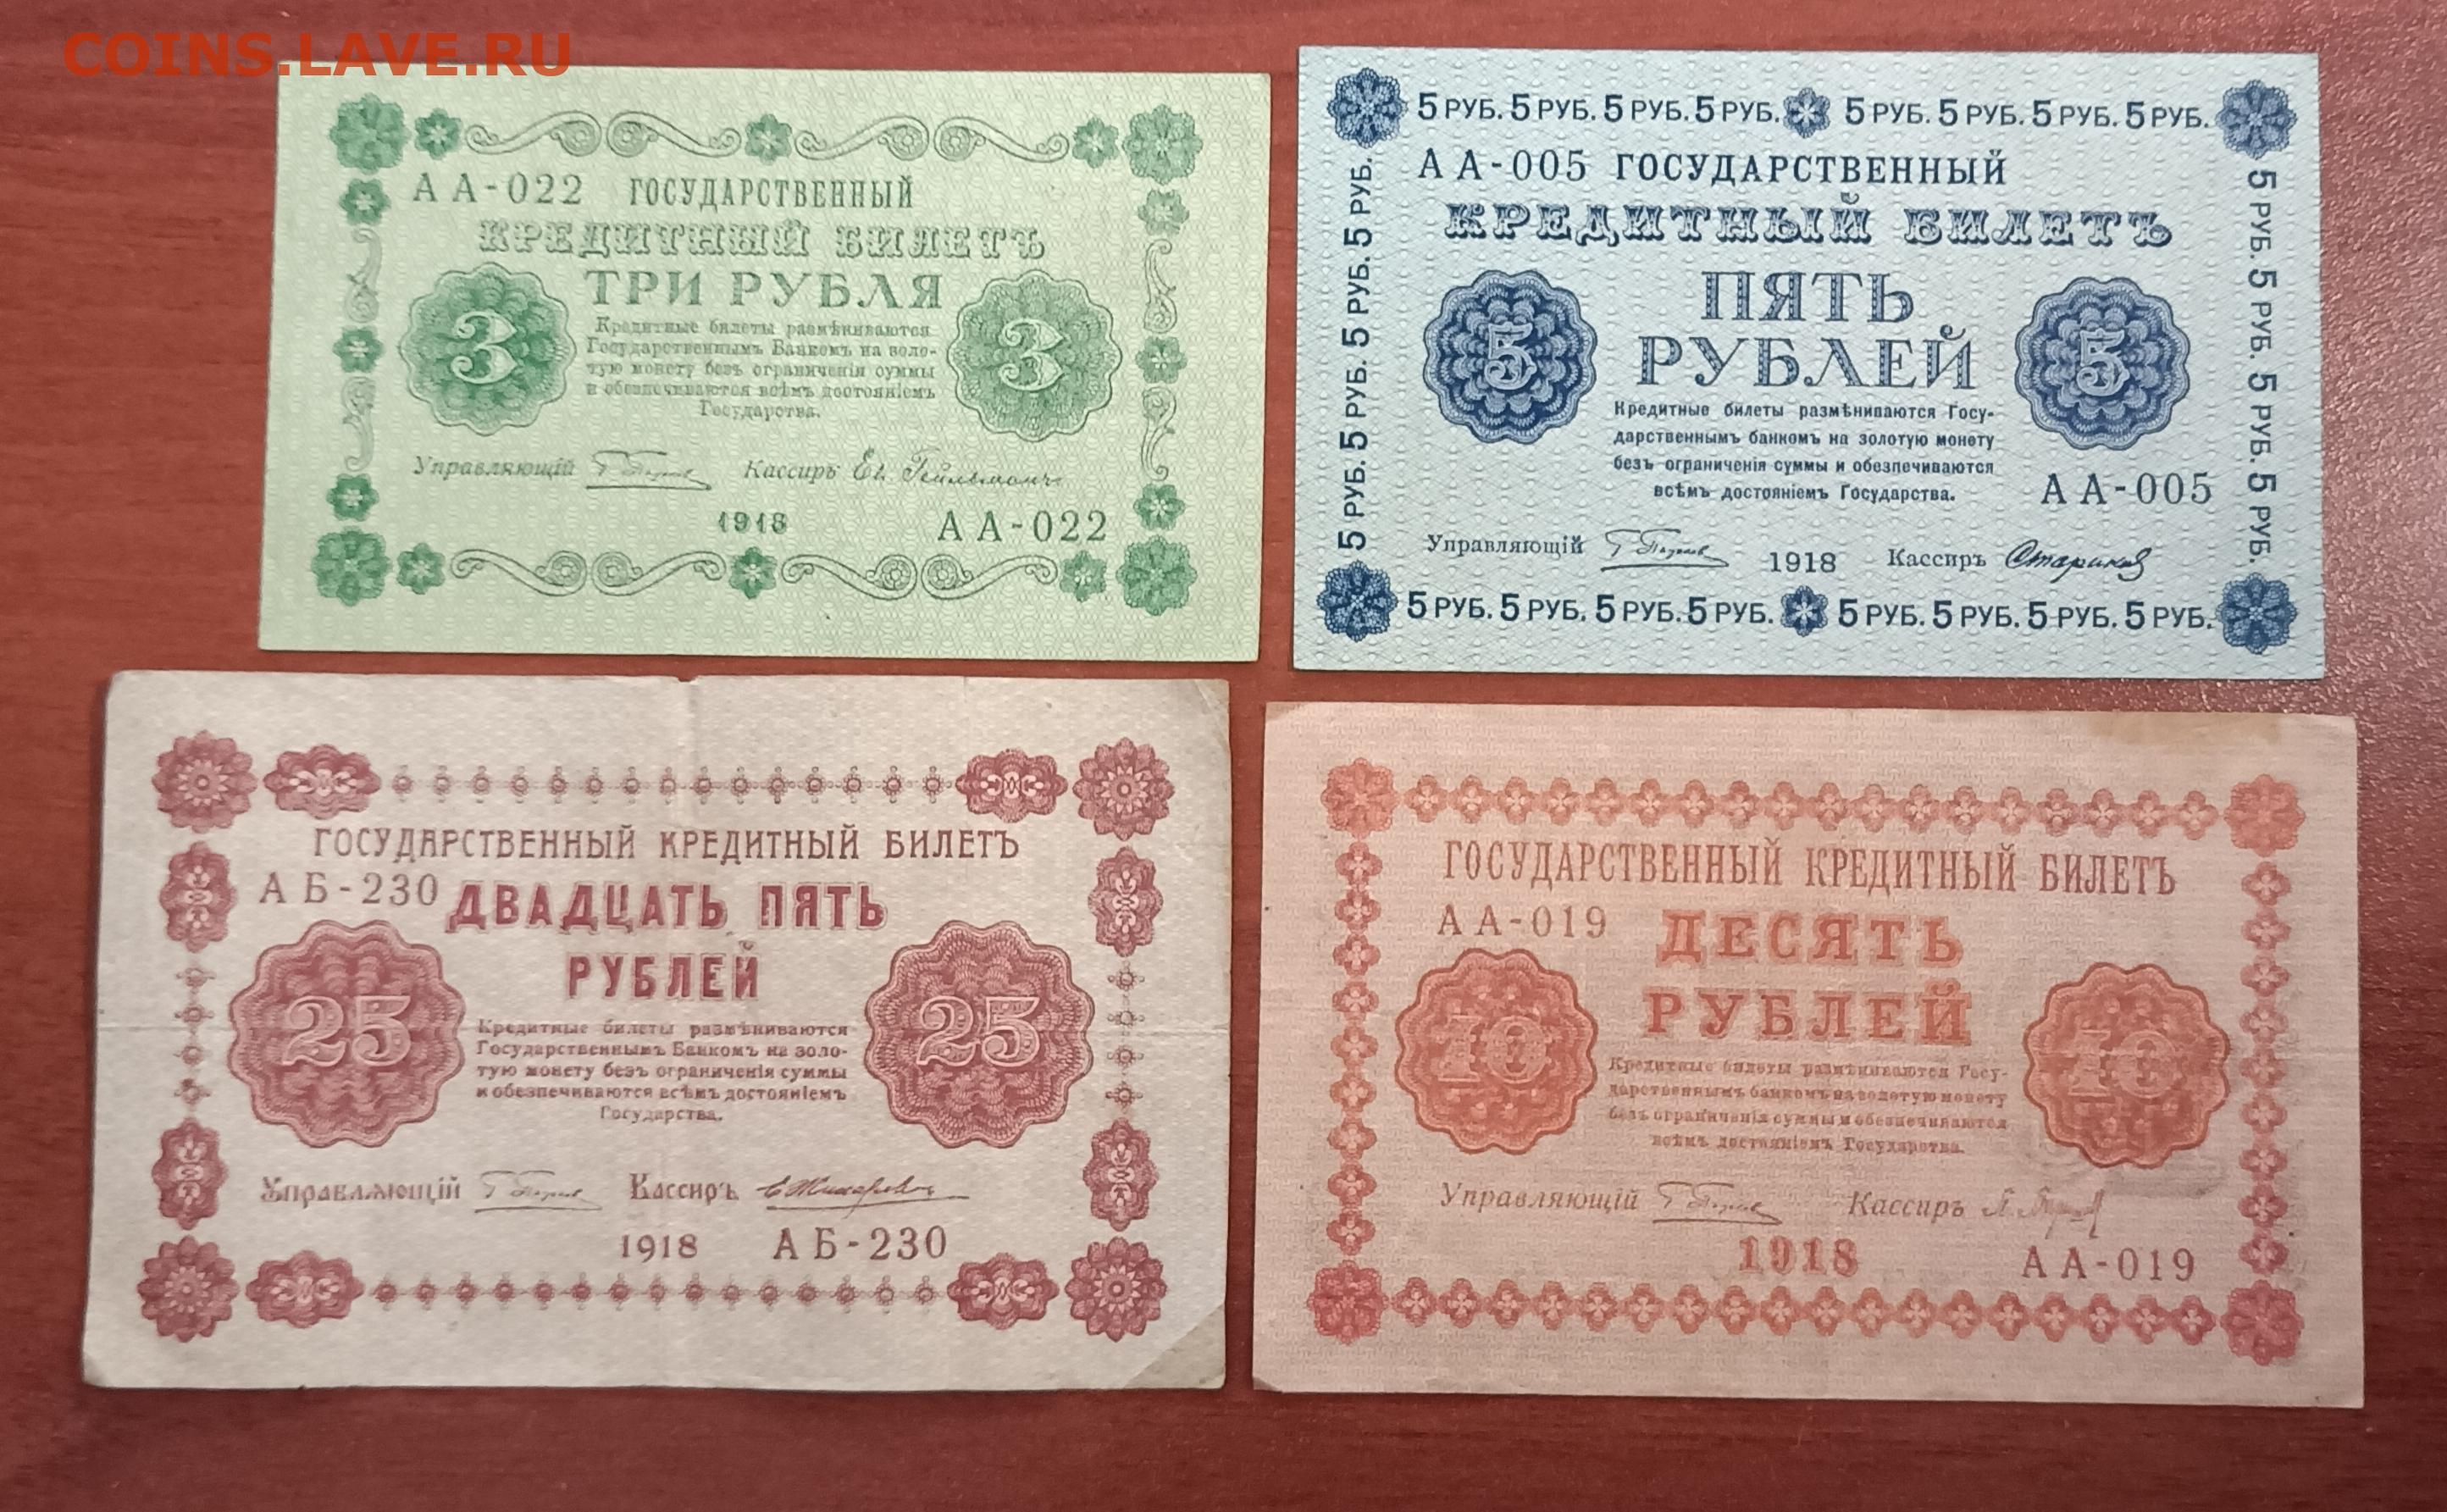 COINS.LAVE.RU
АА-022 ГОСУДАРСТВЕННЫЙ
КРЕДИТНЫЙ БИЛЕТЪ
ТРИ РУБЛЯ
3
3
Кредитные билеты размѣниваются
Государственнымъ Банкомъ на золо-
тую монету безъ ограниченія суммы
и обезпечиваются всѣмъ достояніемъ
Государства.
Управляющій Кассиръ
1918
АА-022
5 РУБ. 5 РУБ. 5 РУБ. 5 РУБ. 5 РУБ. 5 РУБ. 5 РУБ. 5 РУБ.
5 РУБ. 5 РУБ. 5 РУБ. 5 РУБ. 5 РУБ.
АА-005 ГОСУДАРСТВЕННЫЙ
КРЕДИТНЫЙ БИЛЕТЪ
ПЯТЬ
РУБЛЕЙ
5
5
Кредитные билеты размѣниваются Госу-
дарственнымъ банкомъ на золотую монету
безъ ограниченія суммы и обезпечиваются
всѣмъ достояніемъ Государства.
АА-005
Управляющій 1918 Кассиръ Стариков
5 РУБ. 5 РУБ. 5 РУБ. 5 РУБ. 5 РУБ.
5 РУБ. 5 РУБ. 5 РУБ. 5 РУБ. 5 РУБ. 5 РУБ. 5 РУБ. 5 РУБ.
ГОСУДАРСТВЕННЫЙ КРЕДИТНЫЙ БИЛЕТЪ
АБ-230
ДВАДЦАТЬ ПЯТЬ
РУБЛЕЙ
25
25
Кредитные билеты размѣниваются
Государственнымъ Банкомъ на золо-
тую монету безъ ограниченія суммы
и обезпечиваются всѣмъ достояніемъ
Государства.
Управляющій Кассиръ
1918 АБ-230
ГОСУДАРСТВЕННЫЙ КРЕДИТНЫЙ БИЛЕТЪ
АА-019
ДЕСЯТЬ
РУБЛЕЙ
10
10
Кредитные билеты размѣниваются Госу-
дарственнымъ банкомъ на золотую монету
безъ ограниченія суммы и обезпечиваются
всѣмъ достояніемъ Государства.
Управляющій Кассиръ
1918
АА-019